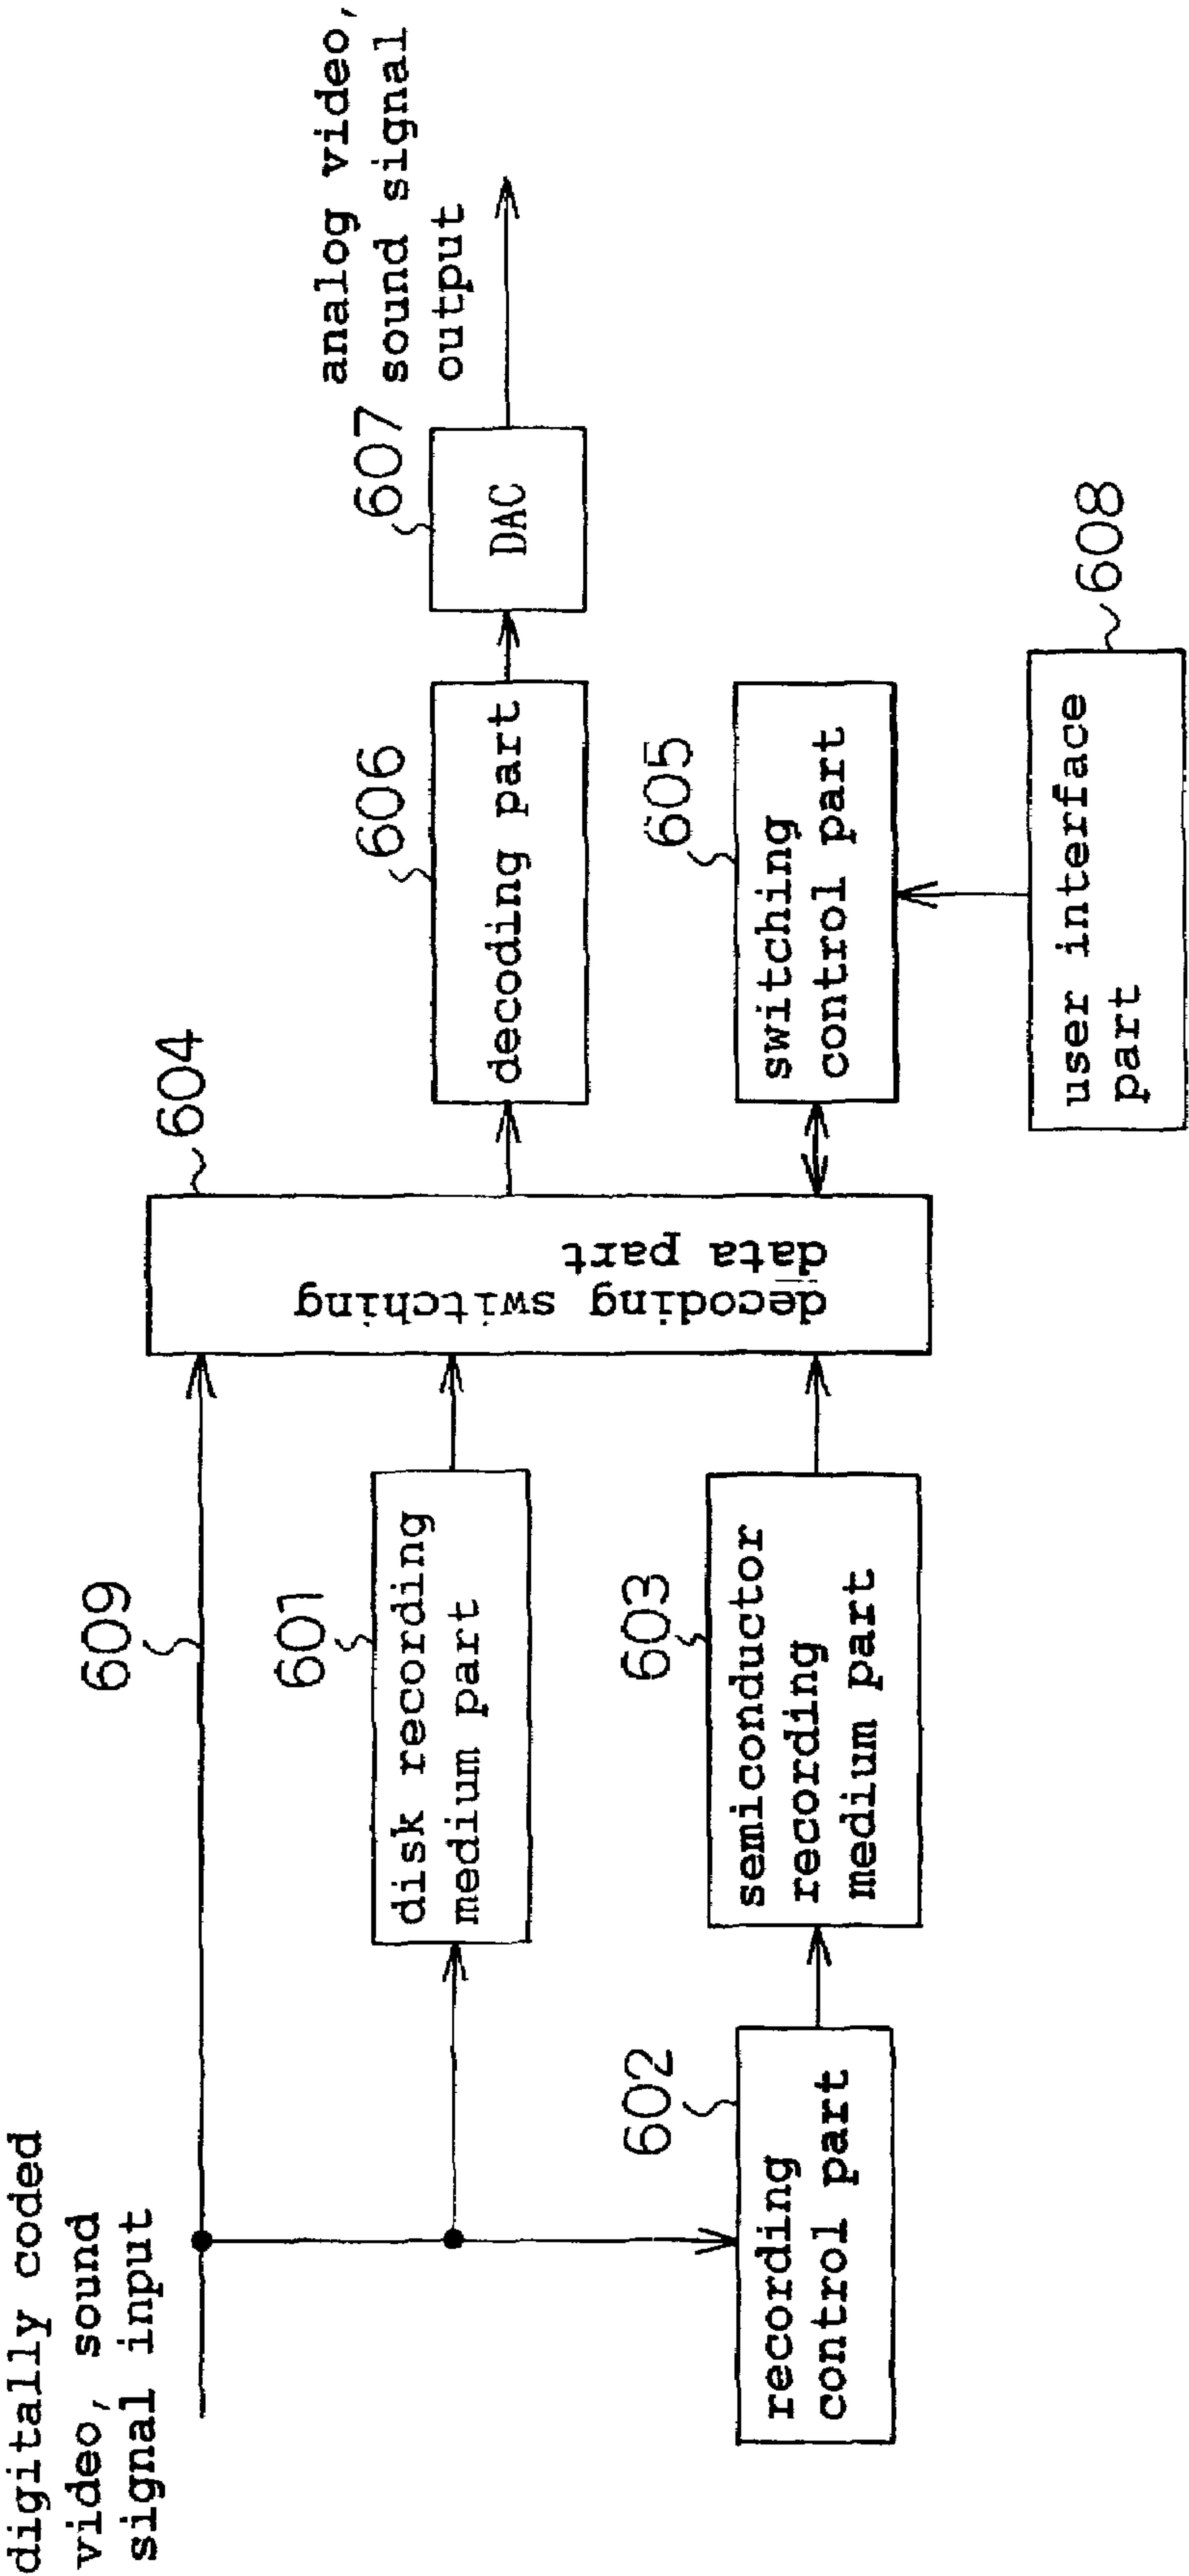 digitally coded
video, sound
signal input
609
601
disk recording
medium part
602
recording
control part
603
semiconductor
recording
medium part
604
decoding switching
data part
606
decoding part
605
switching
control part
607
DAC
analog video,
sound signal
output
608
user interface
part